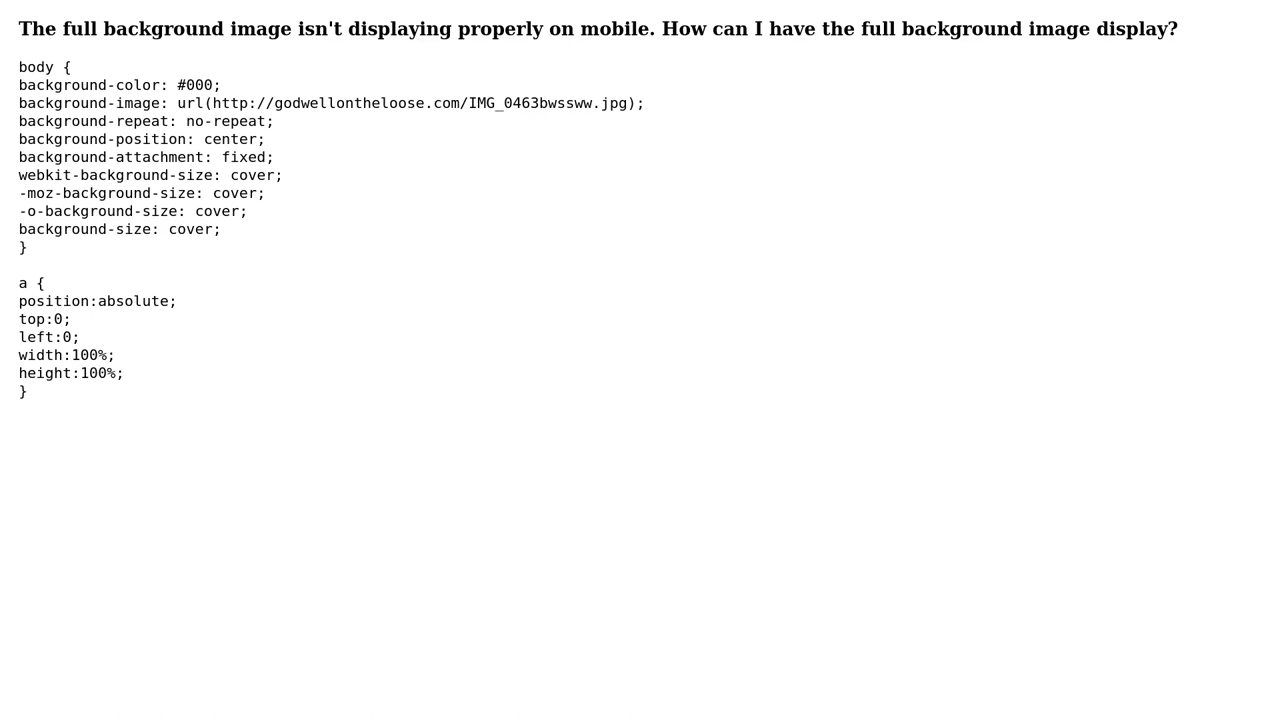 The full background image isn't displaying properly on mobile. How can I have the full background image display?
body {
background-color: #000;
background-image: url(http://godwellontheloose.com/IMG_0463bwssww.jpg);
background-repeat: no-repeat;
background-position: center;
background-attachment: fixed;
webkit-background-size: cover;
-moz-background-size: cover;
-o-background-size: cover;
background-size: cover;
}
a {
position:absolute;
top:0;
left:0;
width:100%;
height:100%;
}